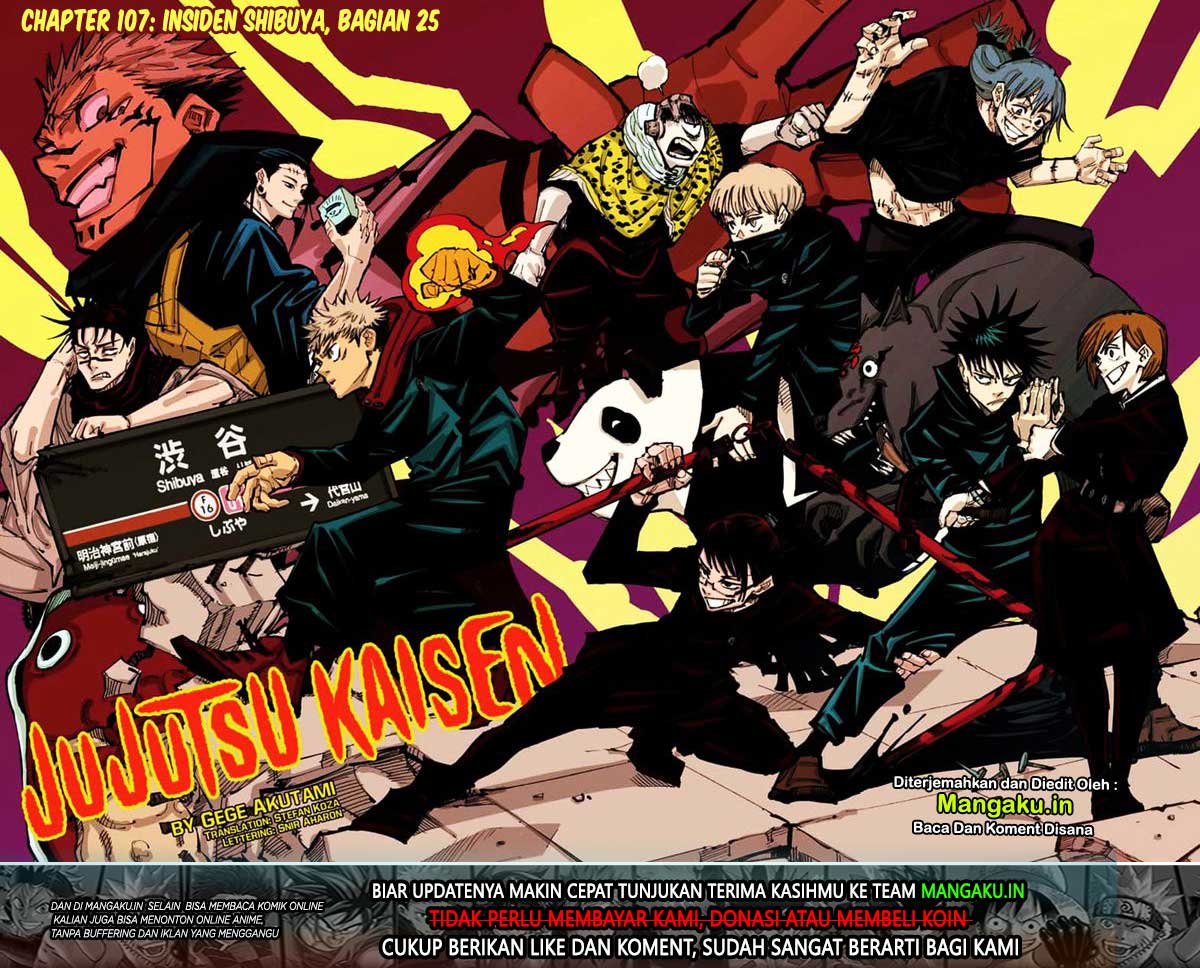 CHAPTER 107: INSIDEN SHIBUYA, BAGIAN 25
渋谷
Shibuya
F
16
しぶや
代官山
Daikan-yama
明治神宮前(原宿)
Meiji-jingūmae 'Harajuku'
JUJUTSU KAISEN
BY GEGE AKUTAMI
TRANSLATION: STEFAN KOZA
LETTERING: SNIR AHARON
Diterjemahkan dan Diedit Oleh :
Mangaku.in
Baca Dan Koment Disana
DAN DI MANGAKU.IN SELAIN BISA MEMBACA KOMIK ONLINE
KALIAN JUGA BISA MENONTON ONLINE ANIME,
TANPA BUFFERING DAN IKLAN YANG MENGGANGU
BIAR UPDATENYA MAKIN CEPAT TUNJUKAN TERIMA KASIHMU KE TEAM MANGAKU.IN
TIDAK PERLU MEMBAYAR KAMI, DONASI ATAU MEMBELI KOIN
CUKUP BERIKAN LIKE DAN KOMENT, SUDAH SANGAT BERARTI BAGI KAMI